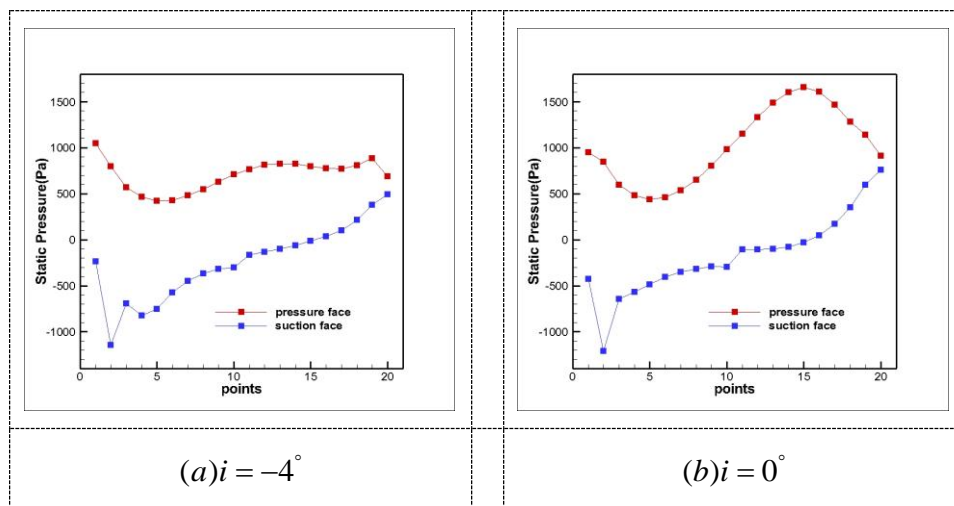 1500
1000
500
0
-500
-1000
Static Pressure(Pa)
pressure face
suction face
0 5 10 15 20
points
(a)i = −4°
1500
1000
500
0
-500
-1000
Static Pressure(Pa)
pressure face
suction face
0 5 10 15 20
points
(b)i = 0°